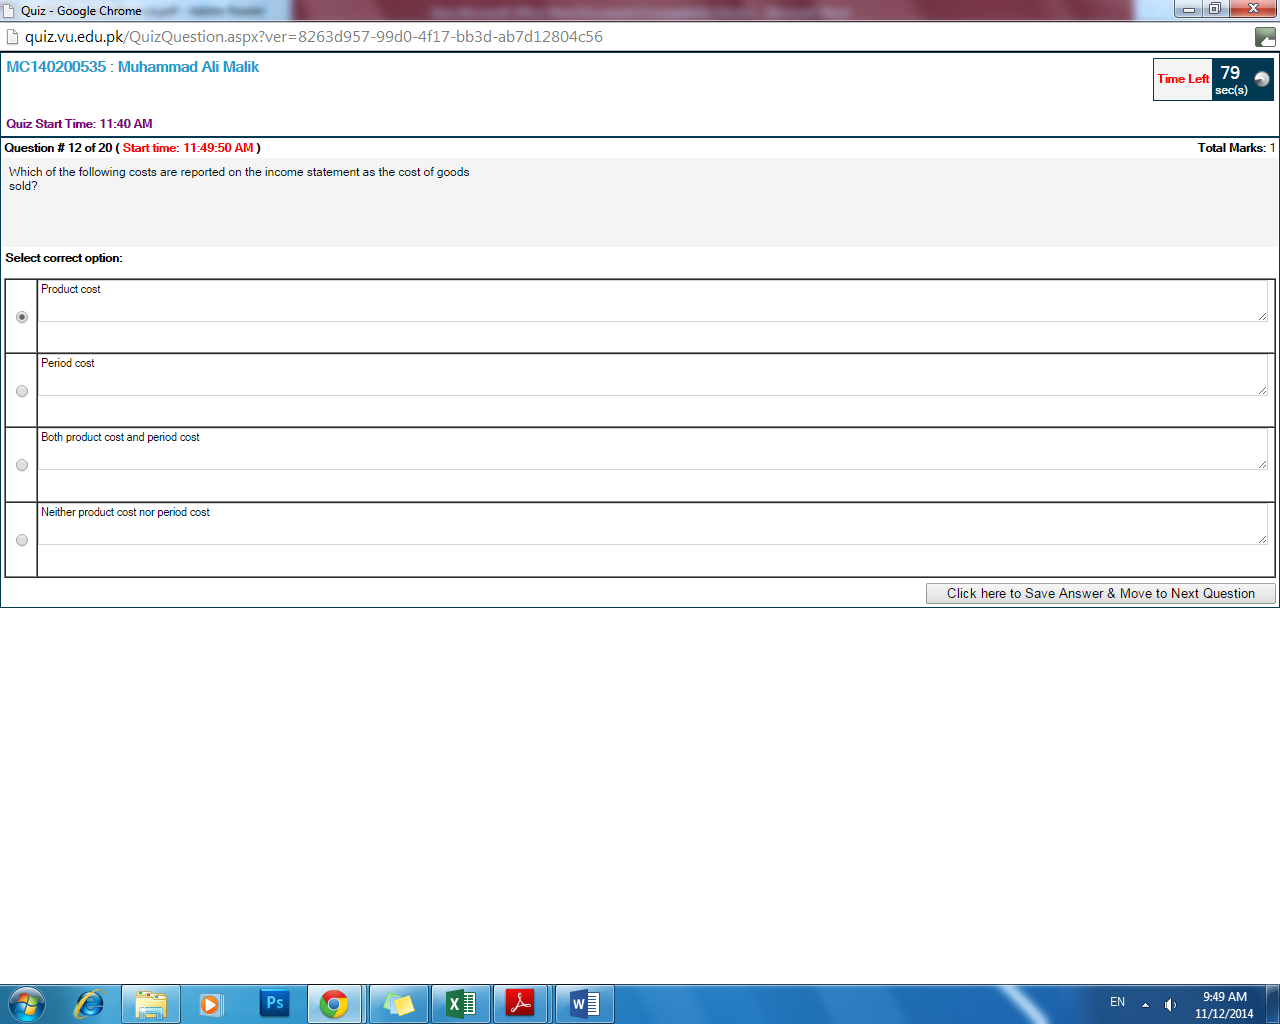 Quiz - Google Chrome
quiz.vu.edu.pk/QuizQuestion.aspx?ver=8263d957-99d0-4f17-bb3d-ab7d12804c56
MC140200535 : Muhammad Ali Malik
Time Left 79 sec(s)
Quiz Start Time: 11:40 AM
Question # 12 of 20 ( Start time: 11:49:50 AM )
Total Marks: 1
Which of the following costs are reported on the income statement as the cost of goods
sold?
Select correct option:
Product cost
Period cost
Both product cost and period cost
Neither product cost nor period cost
Click here to Save Answer & Move to Next Question
Ps
EN
9:49 AM
11/12/2014